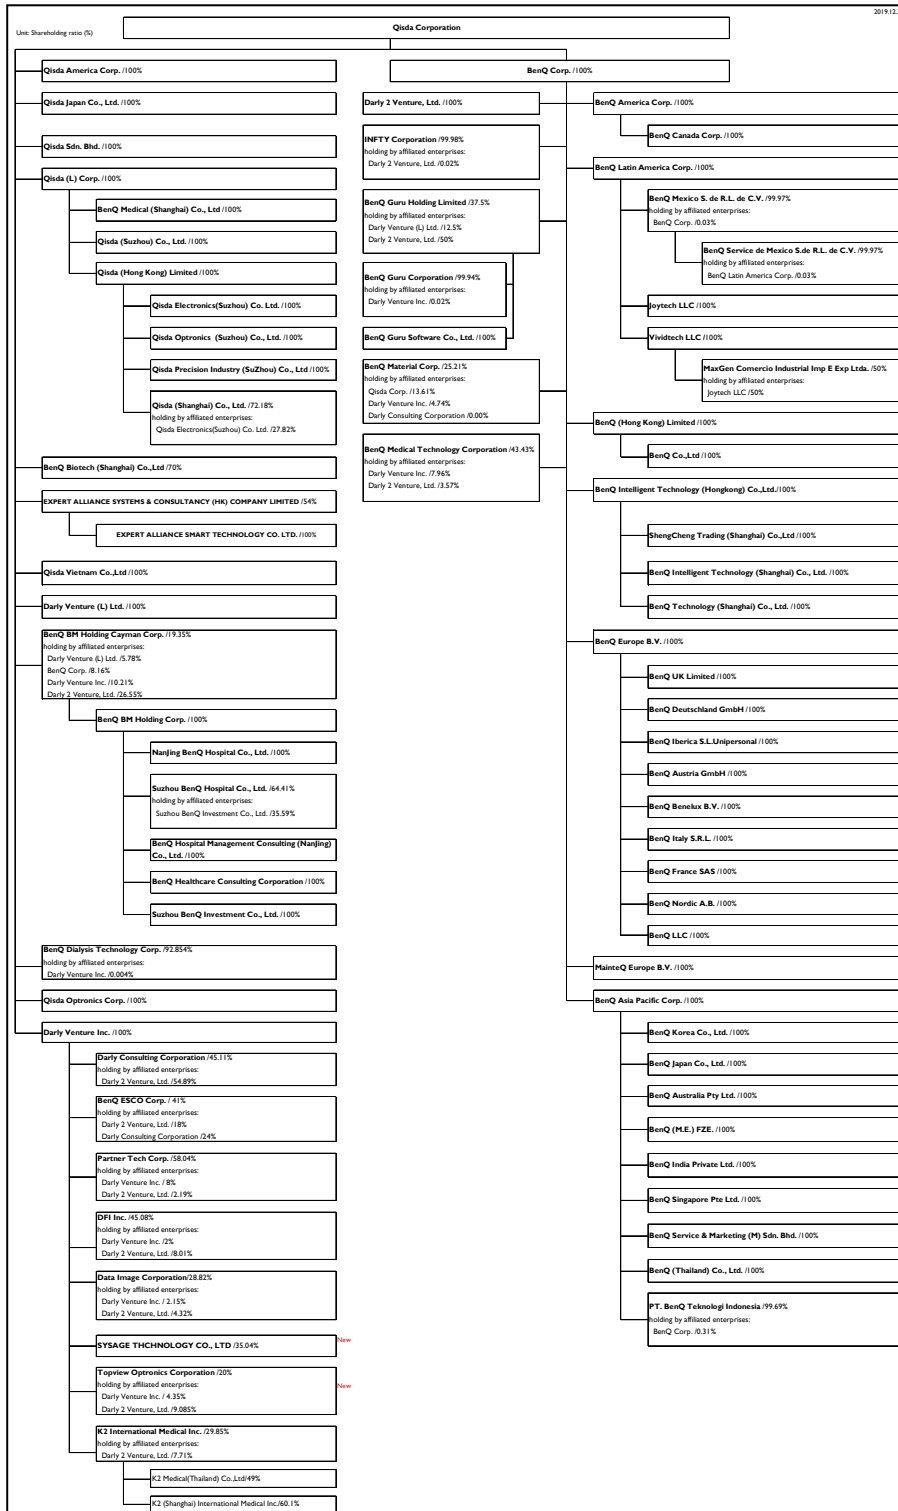 2019.12.
Unit: Shareholding ratio (%)
Qisda Corporation
Qisda America Corp. /100%
Qisda Japan Co., Ltd. /100%
Qisda Sdn. Bhd. /100%
Qisda (L) Corp. /100%
BenQ Medical (Shanghai) Co., Ltd /100%
Qisda (Suzhou) Co., Ltd. /100%
Qisda (Hong Kong) Limited /100%
Qisda Electronics(Suzhou) Co. Ltd. /100%
Qisda Optronics (Suzhou) Co., Ltd. /100%
Qisda Precision Industry (SuZhou) Co., Ltd /100%
Qisda (Shanghai) Co., Ltd. /72.18%
holding by affiliated enterprises:
Qisda Electronics(Suzhou) Co. Ltd. /27.82%
BenQ Biotech (Shanghai) Co.,Ltd /70%
EXPERT ALLIANCE SYSTEMS & CONSULTANCY (HK) COMPANY LIMITED /54%
EXPERT ALLIANCE SMART TECHNOLOGY CO. LTD. /100%
Qisda Vietnam Co.,Ltd /100%
Darly Venture (L) Ltd. /100%
BenQ BM Holding Cayman Corp. /19.35%
holding by affiliated enterprises:
Darly Venture (L) Ltd. /5.78%
BenQ Corp. /8.16%
Darly Venture Inc. /10.21%
Darly 2 Venture, Ltd. /26.55%
BenQ BM Holding Corp. /100%
NanJing BenQ Hospital Co., Ltd. /100%
Suzhou BenQ Hospital Co., Ltd. /64.41%
holding by affiliated enterprises:
Suzhou BenQ Investment Co., Ltd. /35.59%
BenQ Hospital Management Consulting (NanJing)
Co., Ltd. /100%
BenQ Healthcare Consulting Corporation /100%
Suzhou BenQ Investment Co., Ltd. /100%
BenQ Dialysis Technology Corp. /92.854%
holding by affiliated enterprises:
Darly Venture Inc. /0.004%
Qisda Optronics Corp. /100%
Darly Venture Inc. /100%
Darly Consulting Corporation /45.11%
holding by affiliated enterprises:
Darly 2 Venture, Ltd. /54.89%
BenQ ESCO Corp. / 41%
holding by affiliated enterprises:
Darly 2 Venture, Ltd. /18%
Darly Consulting Corporation /24%
Partner Tech Corp. /58.04%
holding by affiliated enterprises:
Darly Venture Inc. / 8%
Darly 2 Venture, Ltd. /2.19%
DFI Inc. /45.08%
holding by affiliated enterprises:
Darly Venture Inc. /2%
Darly 2 Venture, Ltd. /8.01%
Data Image Corporation/28.82%
holding by affiliated enterprises:
Darly Venture Inc. / 2.15%
Darly 2 Venture, Ltd. /4.32%
SYSAGE THCHNOLOGY CO., LTD /35.04%
New
Topview Optronics Corporation /20%
holding by affiliated enterprises:
Darly Venture Inc. / 4.35%
Darly 2 Venture, Ltd. /9.085%
New
K2 International Medical Inc. /29.85%
holding by affiliated enterprises:
Darly 2 Venture, Ltd. /7.71%
K2 Medical(Thailand) Co.,Ltd/49%
K2 (Shanghai) International Medical Inc./60.1%
BenQ Corp. /100%
Darly 2 Venture, Ltd. /100%
INFTY Corporation /99.98%
holding by affiliated enterprises:
Darly 2 Venture, Ltd. /0.02%
BenQ Guru Holding Limited /37.5%
holding by affiliated enterprises:
Darly Venture (L) Ltd. /12.5%
Darly 2 Venture, Ltd. /50%
BenQ Guru Corporation /99.94%
holding by affiliated enterprises:
Darly Venture Inc. /0.02%
BenQ Guru Software Co., Ltd. /100%
BenQ Material Corp. /25.21%
holding by affiliated enterprises:
Qisda Corp. /13.61%
Darly Venture Inc. /4.74%
Darly Consulting Corporation /0.00%
BenQ Medical Technology Corporation /43.43%
holding by affiliated enterprises:
Darly Venture Inc. /7.96%
Darly 2 Venture, Ltd. /3.57%
BenQ America Corp. /100%
BenQ Canada Corp. /100%
BenQ Latin America Corp. /100%
BenQ Mexico S. de R.L. de C.V. /99.97%
holding by affiliated enterprises:
BenQ Corp. /0.03%
BenQ Service de Mexico S.de R.L. de C.V. /99.97%
holding by affiliated enterprises:
BenQ Latin America Corp. /0.03%
Joytech LLC /100%
Vividtech LLC /100%
MaxGen Comercio Industrial Imp E Exp Ltda. /50%
holding by affiliated enterprises:
Joytech LLC /50%
BenQ (Hong Kong) Limited /100%
BenQ Co.,Ltd /100%
BenQ Intelligent Technology (Hongkong) Co.,Ltd./100%
ShengCheng Trading (Shanghai) Co.,Ltd /100%
BenQ Intelligent Technology (Shanghai) Co., Ltd. /100%
BenQ Technology (Shanghai) Co., Ltd. /100%
BenQ Europe B.V. /100%
BenQ UK Limited /100%
BenQ Deutschland GmbH /100%
BenQ Iberica S.L.Unipersonal /100%
BenQ Austria GmbH /100%
BenQ Benelux B.V. /100%
BenQ Italy S.R.L. /100%
BenQ France SAS /100%
BenQ Nordic A.B. /100%
BenQ LLC /100%
MainteQ Europe B.V. /100%
BenQ Asia Pacific Corp. /100%
BenQ Korea Co., Ltd. /100%
BenQ Japan Co., Ltd. /100%
BenQ Australia Pty Ltd. /100%
BenQ (M.E.) FZE. /100%
BenQ India Private Ltd. /100%
BenQ Singapore Pte Ltd. /100%
BenQ Service & Marketing (M) Sdn. Bhd. /100%
BenQ (Thailand) Co., Ltd. /100%
PT. BenQ Teknologi Indonesia /99.69%
holding by affiliated enterprises:
BenQ Corp. /0.31%